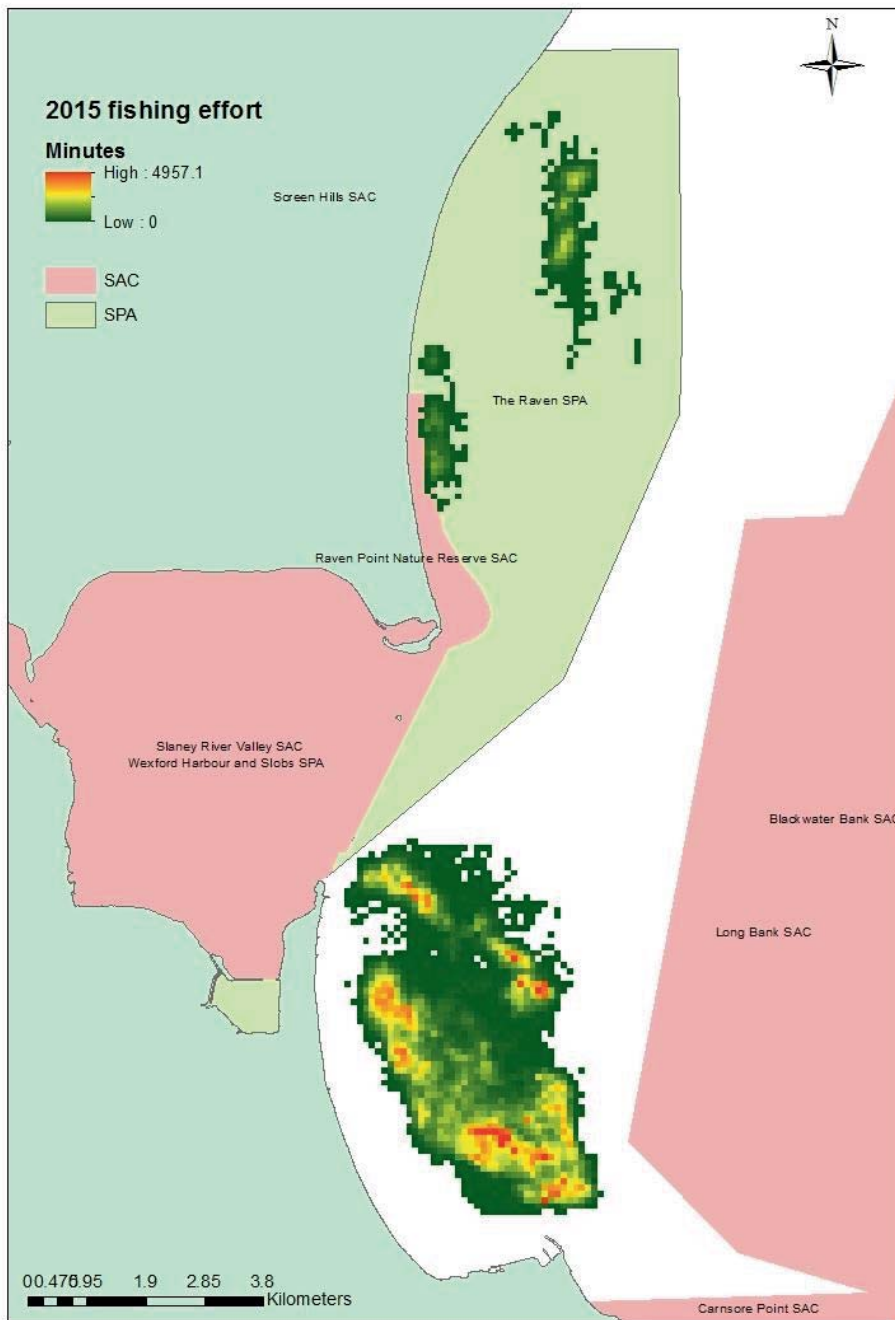 N
2015 fishing effort
Minutes
High : 4957.1
Low : 0
SAC
SPA
Screen Hills SAC
The Raven SPA
Raven Point Nature Reserve SAC
Slaney River Valley SAC
Wexford Harbour and Slobs SPA
Blackwater Bank SAC
Long Bank SAC
Carnsore Point SAC
00.4750.95 1.9 2.85 3.8
Kilometers